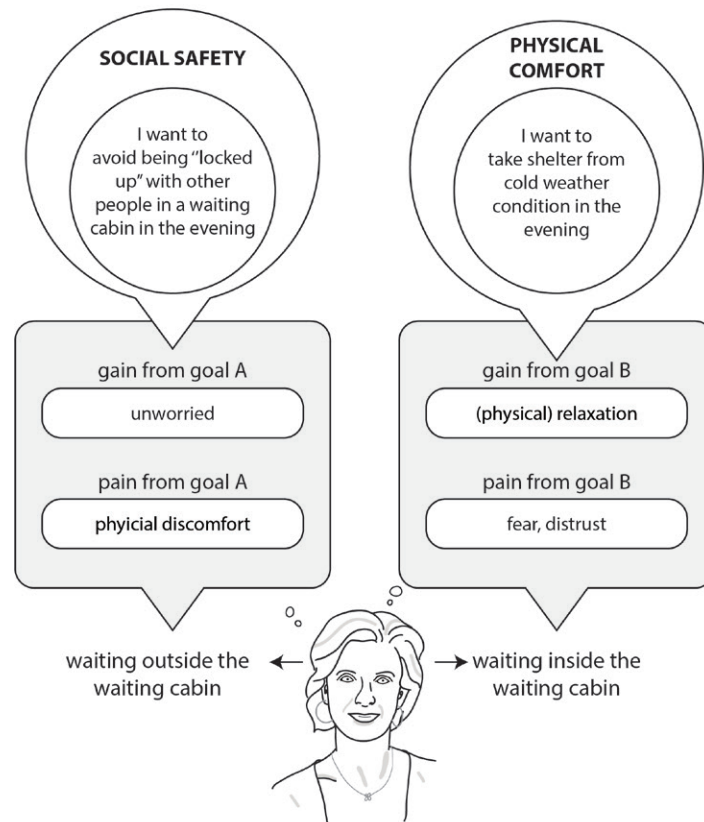 SOCIAL SAFETY
I want to
avoid being "locked
up" with other
people in a waiting
cabin in the evening
gain from goal A
unworried
pain from goal A
phyicial discomfort
waiting outside the
waiting cabin
PHYSICAL
COMFORT
I want to
take shelter from
cold weather
condition in the
evening
gain from goal B
(physical) relaxation
pain from goal B
fear, distrust
waiting inside the
waiting cabin